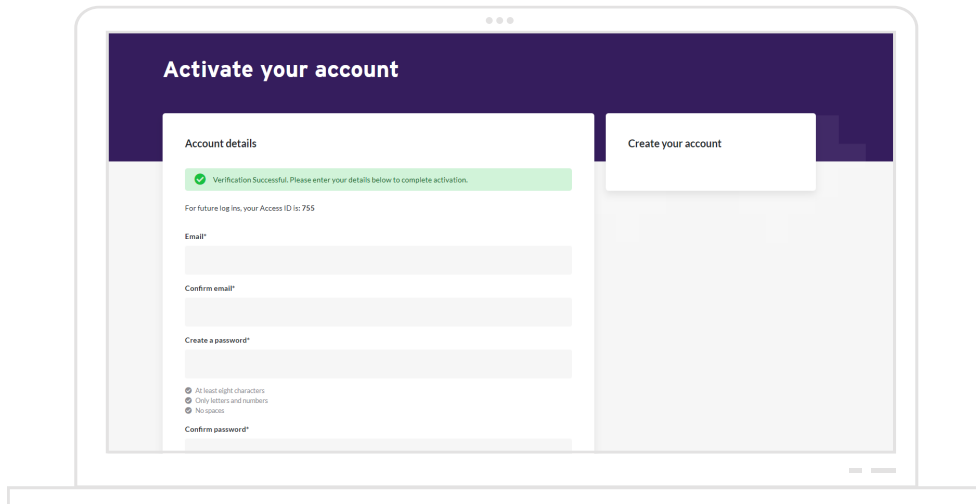 Activate your account
Account details
Verification Successful. Please enter your details below to complete activation.
For future log ins, your Access ID is: 755
Email*
Confirm email*
Create a password*
At least eight characters
Only letters and numbers
No spaces
Confirm password*
Create your account